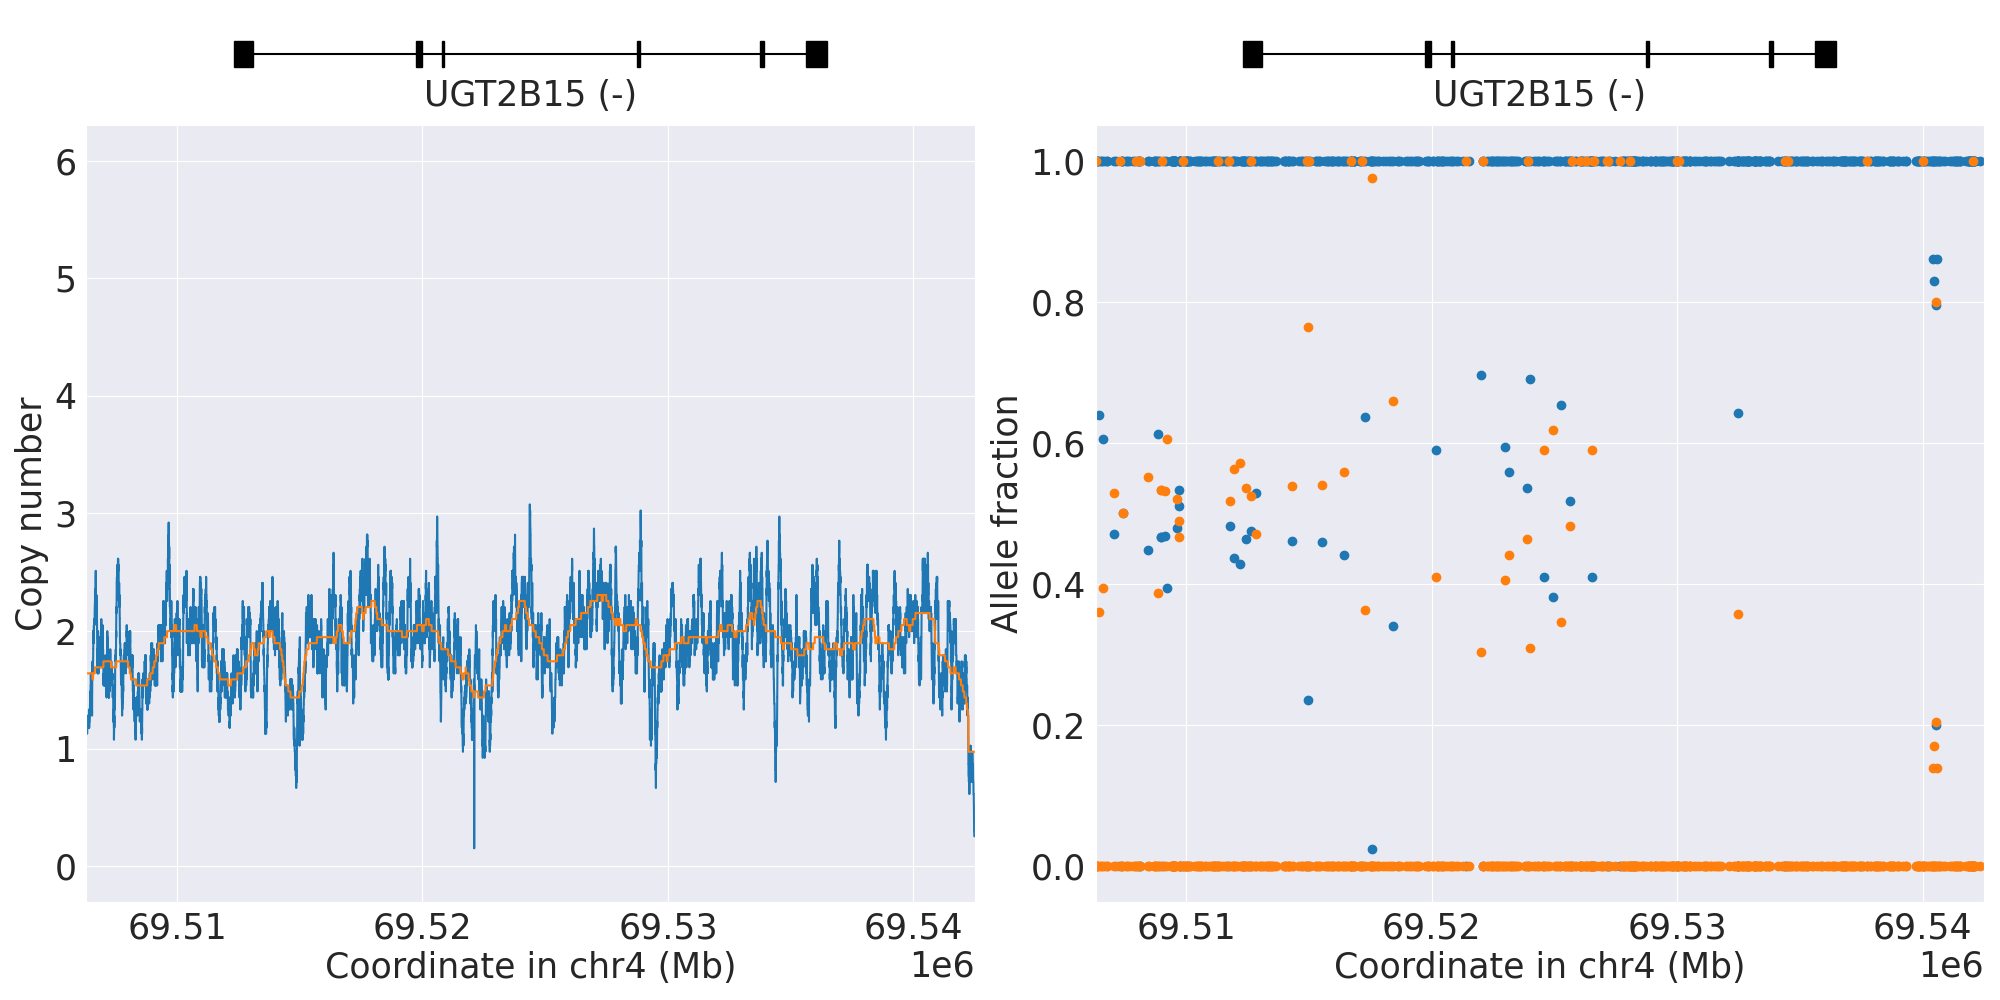 UGT2B15 (-)
6
5
4
3
2
1
0
Copy number
69.51 69.52 69.53 69.54
Coordinate in chr4 (Mb)
1e6
UGT2B15 (-)
1.0
0.8
0.6
0.4
0.2
0.0
Allele fraction
69.51 69.52 69.53 69.54
Coordinate in chr4 (Mb)
1e6